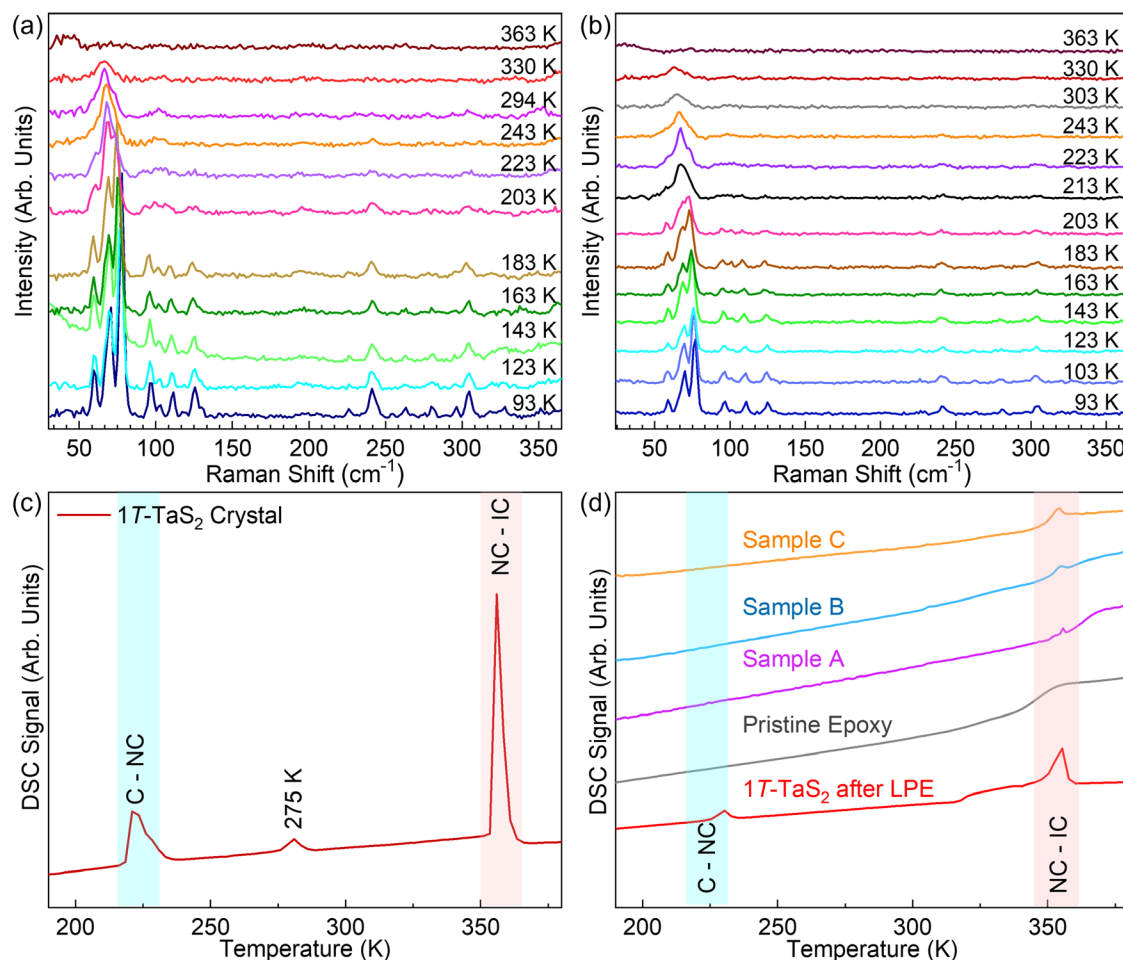 (a)
363 K
330 K
294 K
243 K
223 K
203 K
183 K
163 K
143 K
123 K
93 K
Intensity (Arb. Units)
50 100 150 200 250 300 350
Raman Shift (cm⁻¹)
(b)
363 K
330 K
303 K
243 K
223 K
213 K
203 K
183 K
163 K
143 K
123 K
103 K
93 K
Intensity (Arb. Units)
50 100 150 200 250 300 350
Raman Shift (cm⁻¹)
(c)
1T-TaS₂ Crystal
C - NC
275 K
NC - IC
DSC Signal (Arb. Units)
200 250 300 350
Temperature (K)
(d)
Sample C
Sample B
Sample A
Pristine Epoxy
1T-TaS₂ after LPE
C - NC
NC - IC
DSC Signal (Arb. Units)
200 250 300 350
Temperature (K)